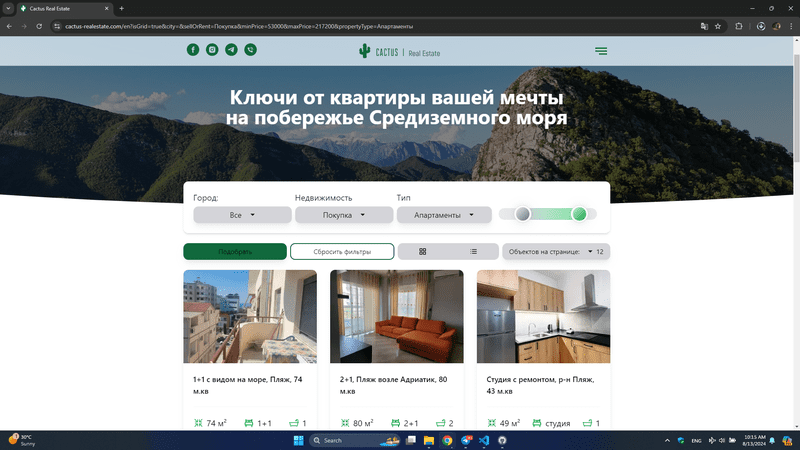 Cactus Real Estate
cactus-realestate.com/en?isGrid=true&city=&sellOrRent=Покупка&minPrice=53000&maxPrice=217200&propertyType=Апартаменты
CACTUS | Real Estate
Ключи от квартиры вашей мечты
на побережье Средиземного моря
Город: Недвижимость Тип
Все Покупка Апартаменты
Подобрать Сбросить фильтры Объектов на странице: 12
1+1 с видом на море, Пляж, 74
м.кв
2+1, Пляж возле Адриатик, 80
м.кв
Студия с ремонтом, р-н Пляж,
43 м.кв
74 м² 1+1 1
80 м² 2+1 2
49 м² студия 1
30°C
Sunny
Search
ENG
10:15 AM
8/13/2024